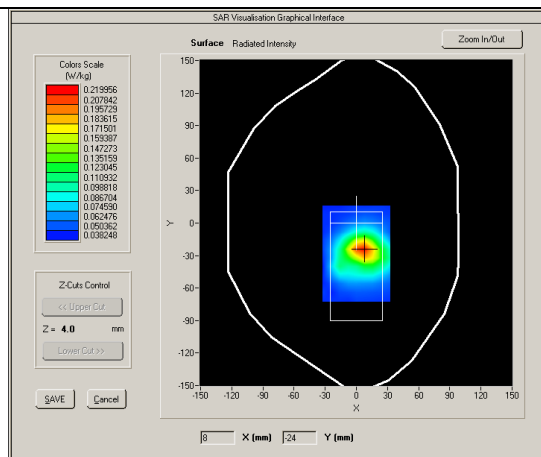 SAR Visualisation Graphical Interface
Surface Radiated Intensity
Zoom In/Out
Colors Scale
(W/kg)
0.219956
0.207842
0.195729
0.183615
0.171501
0.159387
0.147273
0.135159
0.123045
0.110932
0.098818
0.086704
0.074590
0.062476
0.050362
0.038248
Z-Cuts Control
<< Upper Cut
Z = 4.0 mm
Lower Cut >>
SAVE Cancel
150-
120-
90-
60-
30-
0-
-30-
-60-
-90-
-120-
-150-
Y
-150 -120 -90 -60 -30 0 30 60 90 120 150
X
8 X (mm) -24 Y (mm)